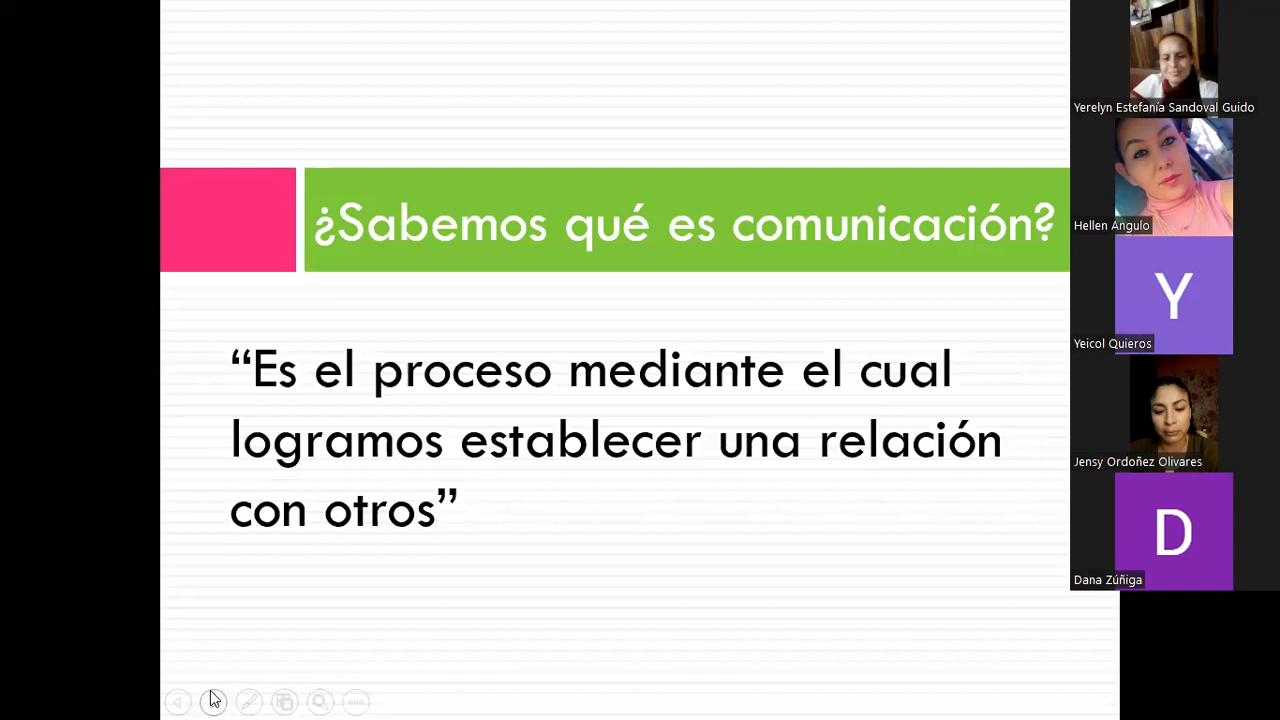 ¿Sabemos qué es comunicación?
“Es el proceso mediante el cual
logramos establecer una relación
con otros”
Yerelyn Estefanía Sandoval Guido
Hellen Angulo
Y
Yeicol Quieros
Jensy Ordoñez Olivares
D
Dana Zúñiga